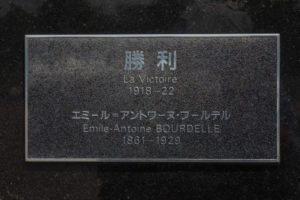 勝利
La Victoire
1918-22
エミール=アントワーヌ・ブールデル
Emile-Antoine BOURDELLE
1861-1929